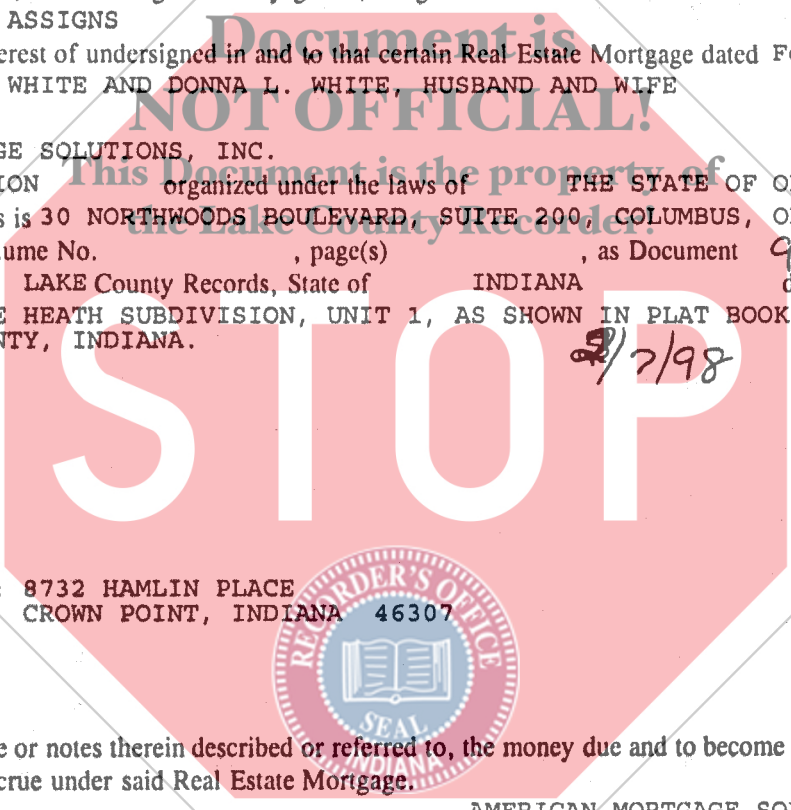 ASSIGNS
Document is
erest of undersigned in and to that certain Real Estate Mortgage dated
WHITE AND DONNA L. WHITE, HUSBAND AND WIFE
NOT OFFICIAL!
GE SOLUTIONS, INC.
This Document is the property of
ION organized under the laws of THE STATE OF
s is 30 NORTHWOODS BOULEVARD, SUITE 200, COLUMBUS,
the Lake County Recorder!
ume No. , page(s) , as Document 9
LAKE County Records, State of INDIANA
E HEATH SUBDIVISION, UNIT 1, AS SHOWN IN PLAT BOOK
NTY, INDIANA.
/7/98
STOP
8732 HAMLIN PLACE
CROWN POINT, INDIANA 46307
RECORDER'S OFFICE
SEAL
INDIANA
e or notes therein described or referred to, the money due and to become
crue under said Real Estate Mortgage.